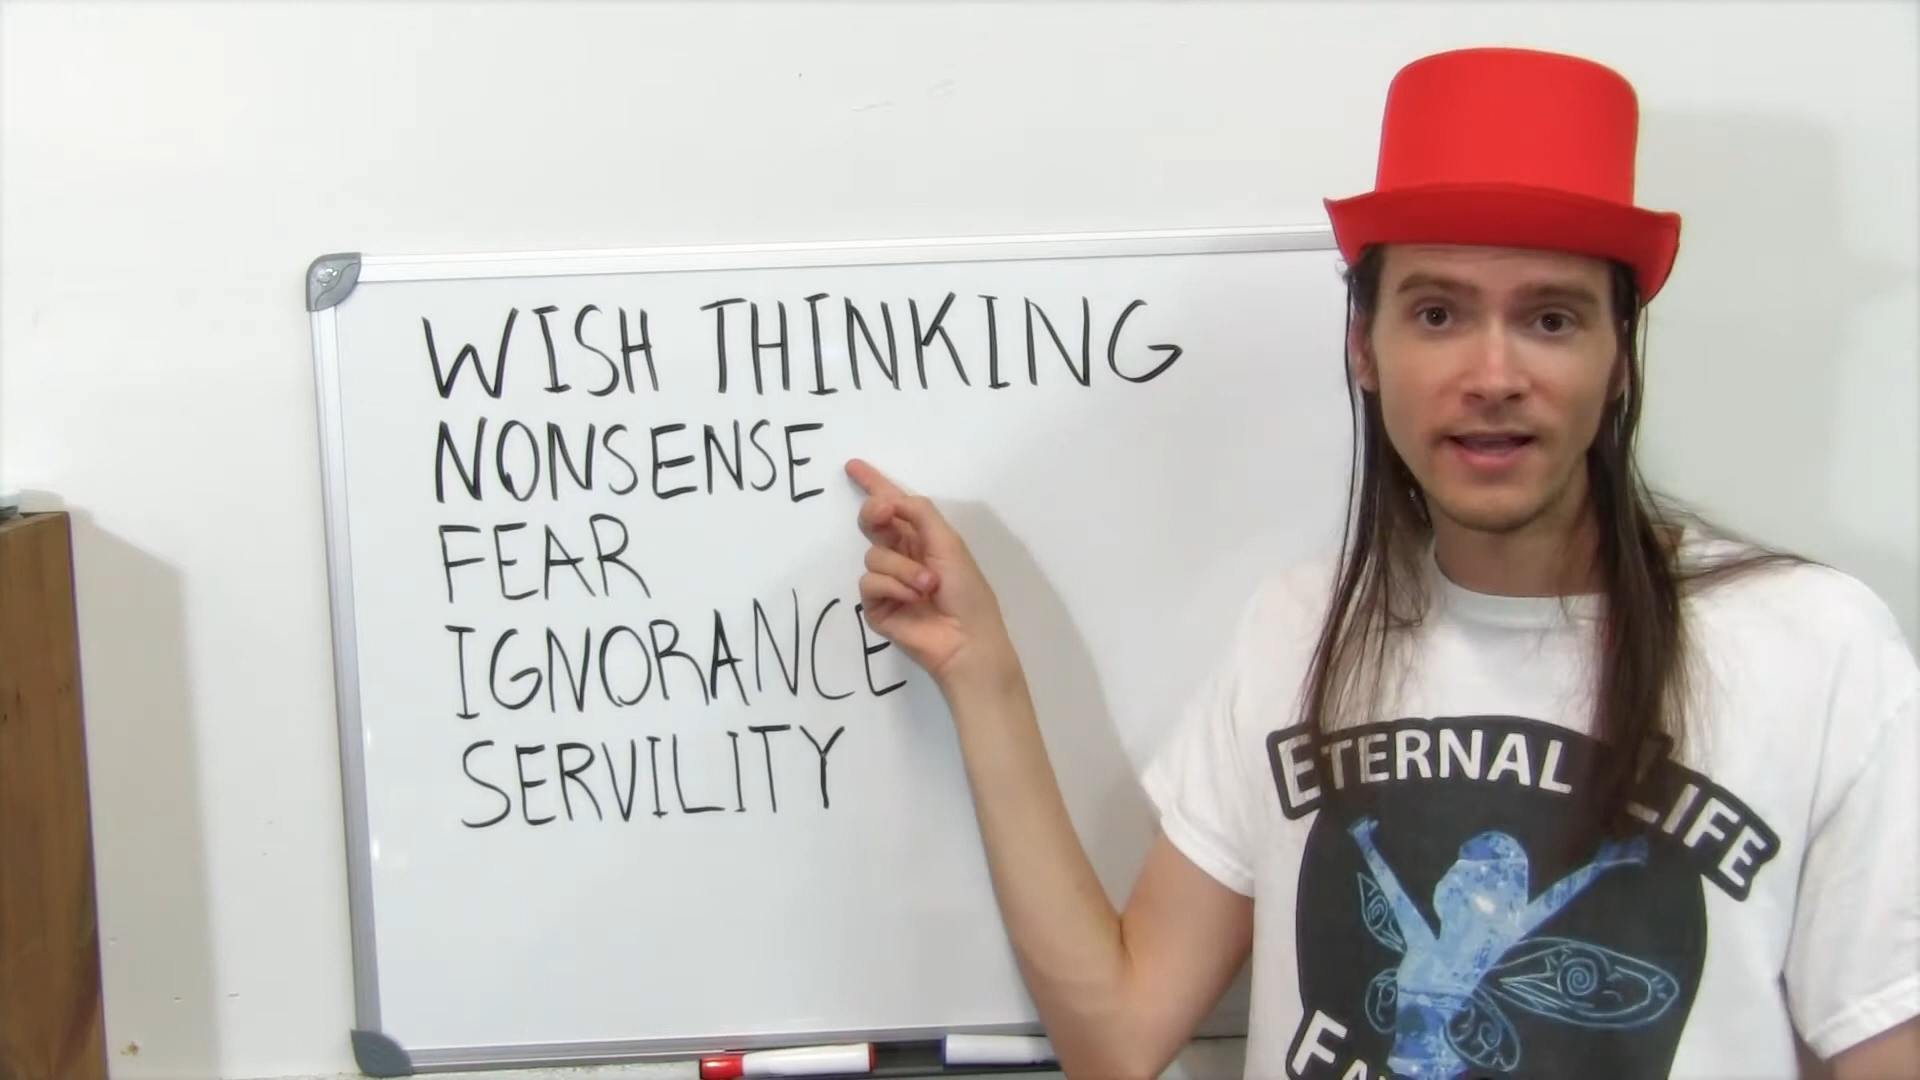 WISH THINKING
NONSENSE
FEAR
IGNORANCE
SERVILITY
ETERNAL LIFE